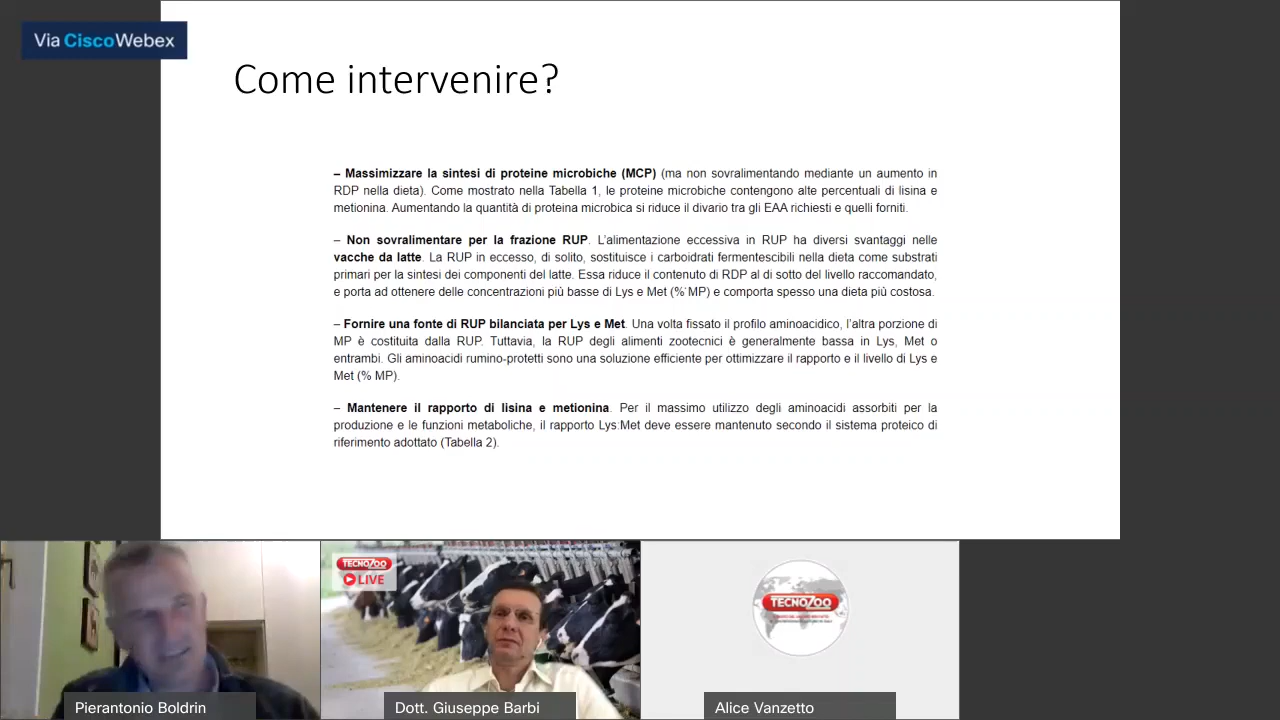 Via CiscoWebex
Come intervenire?
– Massimizzare la sintesi di proteine microbiche (MCP) (ma non sovralimentando mediante un aumento in
RDP nella dieta). Come mostrato nella Tabella 1, le proteine microbiche contengono alte percentuali di lisina e
metionina. Aumentando la quantità di proteina microbica si riduce il divario tra gli EAA richiesti e quelli forniti.
– Non sovralimentare per la frazione RUP. L’alimentazione eccessiva in RUP ha diversi svantaggi nelle
vacche da latte. La RUP in eccesso, di solito, sostituisce i carboidrati fermentescibili nella dieta come substrati
primari per la sintesi dei componenti del latte. Essa riduce il contenuto di RDP al di sotto del livello raccomandato,
e porta ad ottenere delle concentrazioni più basse di Lys e Met (% MP) e comporta spesso una dieta più costosa.
– Fornire una fonte di RUP bilanciata per Lys e Met. Una volta fissato il profilo aminoacidico, l’altra porzione di
MP è costituita dalla RUP. Tuttavia, la RUP degli alimenti zootecnici è generalmente bassa in Lys, Met o
entrambi. Gli aminoacidi rumino-protetti sono una soluzione efficiente per ottimizzare il rapporto e il livello di Lys e
Met (% MP).
– Mantenere il rapporto di lisina e metionina. Per il massimo utilizzo degli aminoacidi assorbiti per la
produzione e le funzioni metaboliche, il rapporto Lys:Met deve essere mantenuto secondo il sistema proteico di
riferimento adottato (Tabella 2).
TECNOZOO
LIVE
TECNOZOO
Pierantonio Boldrin
Dott. Giuseppe Barbi
Alice Vanzetto